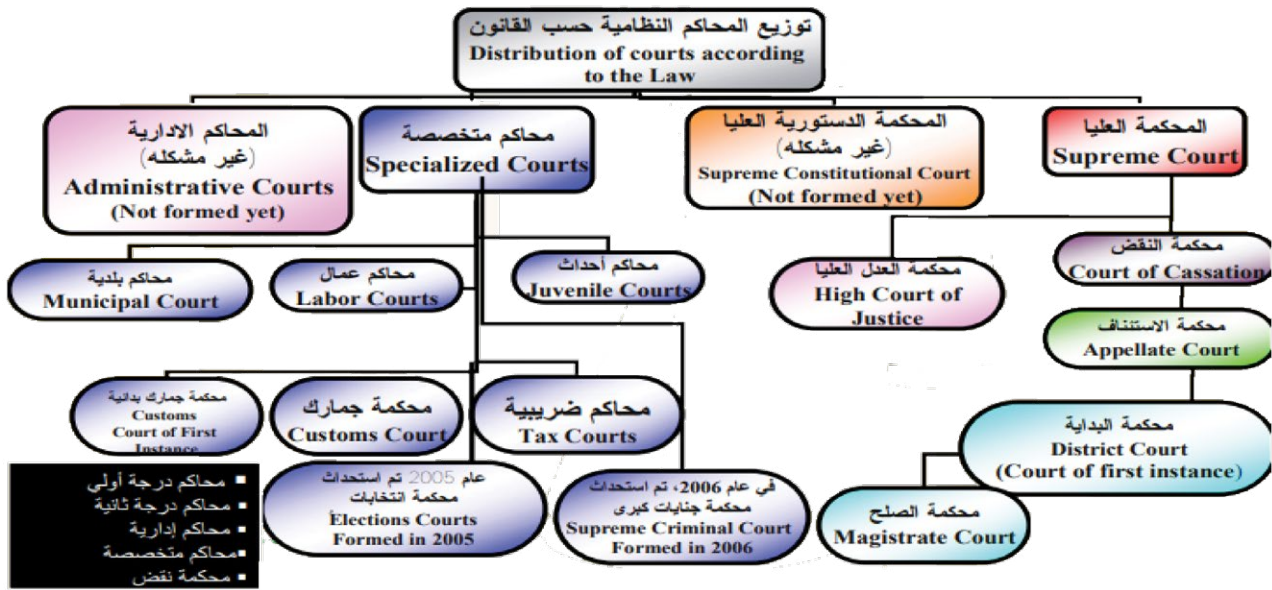 توزيع المحاكم النظامية حسب القانون
Distribution of courts according
to the Law
المحاكم الادارية
(غير مشكله)
Administrative Courts
(Not formed yet)
محاكم متخصصة
Specialized Courts
المحكمة الدستورية العليا
(غير مشكله)
Supreme Constitutional Court
(Not formed yet)
المحكمة العليا
Supreme Court
محاكم بلدية
Municipal Court
محاكم عمال
Labor Courts
محاكم أحداث
Juvenile Courts
محكمة العدل العليا
High Court of
Justice
محكمة النقض
Court of Cassation
محكمة الاستئناف
Appellate Court
محكمة جمارك بدائية
Customs
Court of First
Instance
محكمة جمارك
Customs Court
محاكم ضريبية
Tax Courts
محكمة البداية
District Court
(Court of first instance)
عام 2005 تم استحداث
محكمة انتخابات
Elections Courts
Formed in 2005
في عام 2006، تم استحداث
محكمة جنايات كبرى
Supreme Criminal Court
Formed in 2006
محكمة الصلح
Magistrate Court
▪ محاكم درجة أولي
▪ محاكم درجة ثانية
▪ محاكم إدارية
▪محاكم متخصصة
▪ محكمة نقض